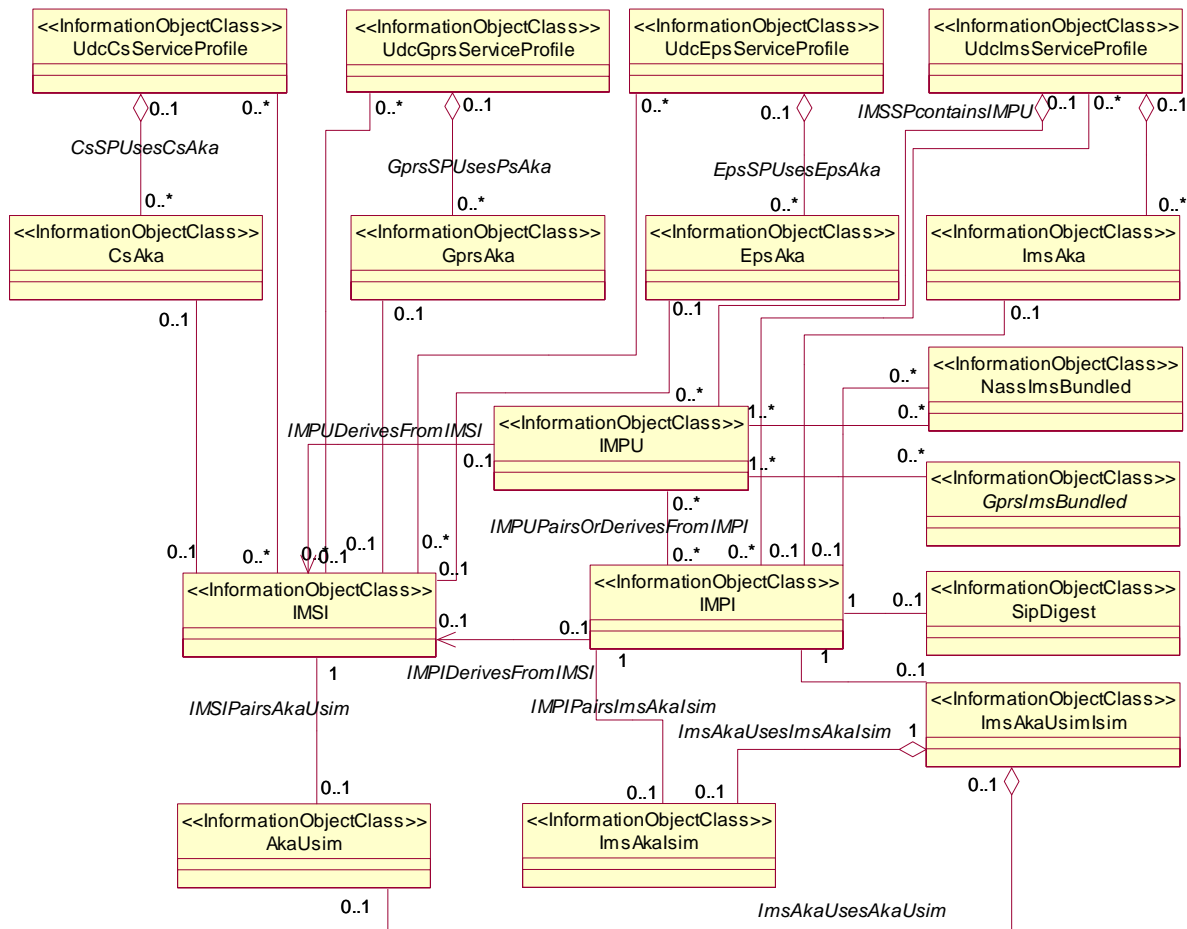 <<InformationObjectClass>>
UdcCsServiceProfile
<<InformationObjectClass>>
UdcGprsServiceProfile
<<InformationObjectClass>>
UdcEpsServiceProfile
<<InformationObjectClass>>
UdcImsServiceProfile
0..1
0..*
0..*
0..1
0..*
0..1
IMSSPcontainsIMPU
0..1
0..*
0..1
CsSPUsesCsAka
GprsSPUsesPsAka
EpsSPUsesEpsAka
0..*
0..*
0..*
0..*
<<InformationObjectClass>>
CsAka
<<InformationObjectClass>>
GprsAka
<<InformationObjectClass>>
EpsAka
<<InformationObjectClass>>
ImsAka
0..1
0..1
0..1
0..1
<<InformationObjectClass>>
NassImsBundled
0..*
0..*
1..*
0..*
<<InformationObjectClass>>
IMPU
IMPUDerivesFromIMSI
0..1
1..*
0..*
<<InformationObjectClass>>
GprsImsBundled
0..*
IMPUPairsOrDerivesFromIMPI
0..1
0..*
0..*
0..1
0..1
0..*
0..1
0..*
0..*
0..1
0..1
<<InformationObjectClass>>
IMSI
<<InformationObjectClass>>
IMPI
<<InformationObjectClass>>
SipDigest
1
0..1
0..1
0..1
IMPIDerivesFromIMSI
1
1
1
0..1
IMSIPairsAkaUsim
IMPIPairsImsAkaIsim
<<InformationObjectClass>>
ImsAkaUsimIsim
ImsAkaUsesImsAkaIsim
1
0..1
0..1
0..1
0..1
<<InformationObjectClass>>
AkaUsim
<<InformationObjectClass>>
ImsAkaIsim
0..1
ImsAkaUsesAkaUsim